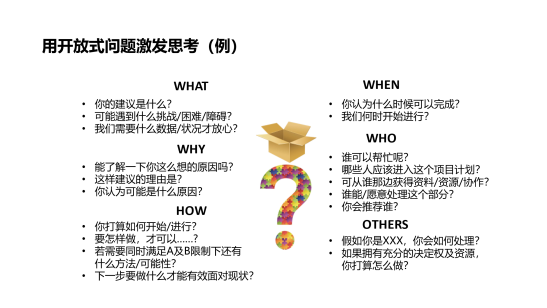 用开放式问题激发思考（例）
WHAT
• 你的建议是什么?
• 可能遇到什么挑战/困难/障碍?
• 我们需要什么数据/状况才放心?
WHY
• 能了解一下你这么想的原因吗?
• 这样建议的理由是?
• 你认为可能是什么原因?
HOW
• 你打算如何开始/进行?
• 要怎样做，才可以……?
• 若需要同时满足A及B限制下还有
什么方法/可能性?
• 下一步要做什么才能有效面对现状?
WHEN
• 你认为什么时候可以完成?
• 我们何时开始进行?
WHO
• 谁可以帮忙呢?
• 哪些人应该进入这个项目计划?
• 可从谁那边获得资料/资源/协作?
• 谁能/愿意处理这个部分?
• 你会推荐谁?
OTHERS
• 假如你是XXX，你会如何处理?
• 如果拥有充分的决定权及资源，
你打算怎么做?